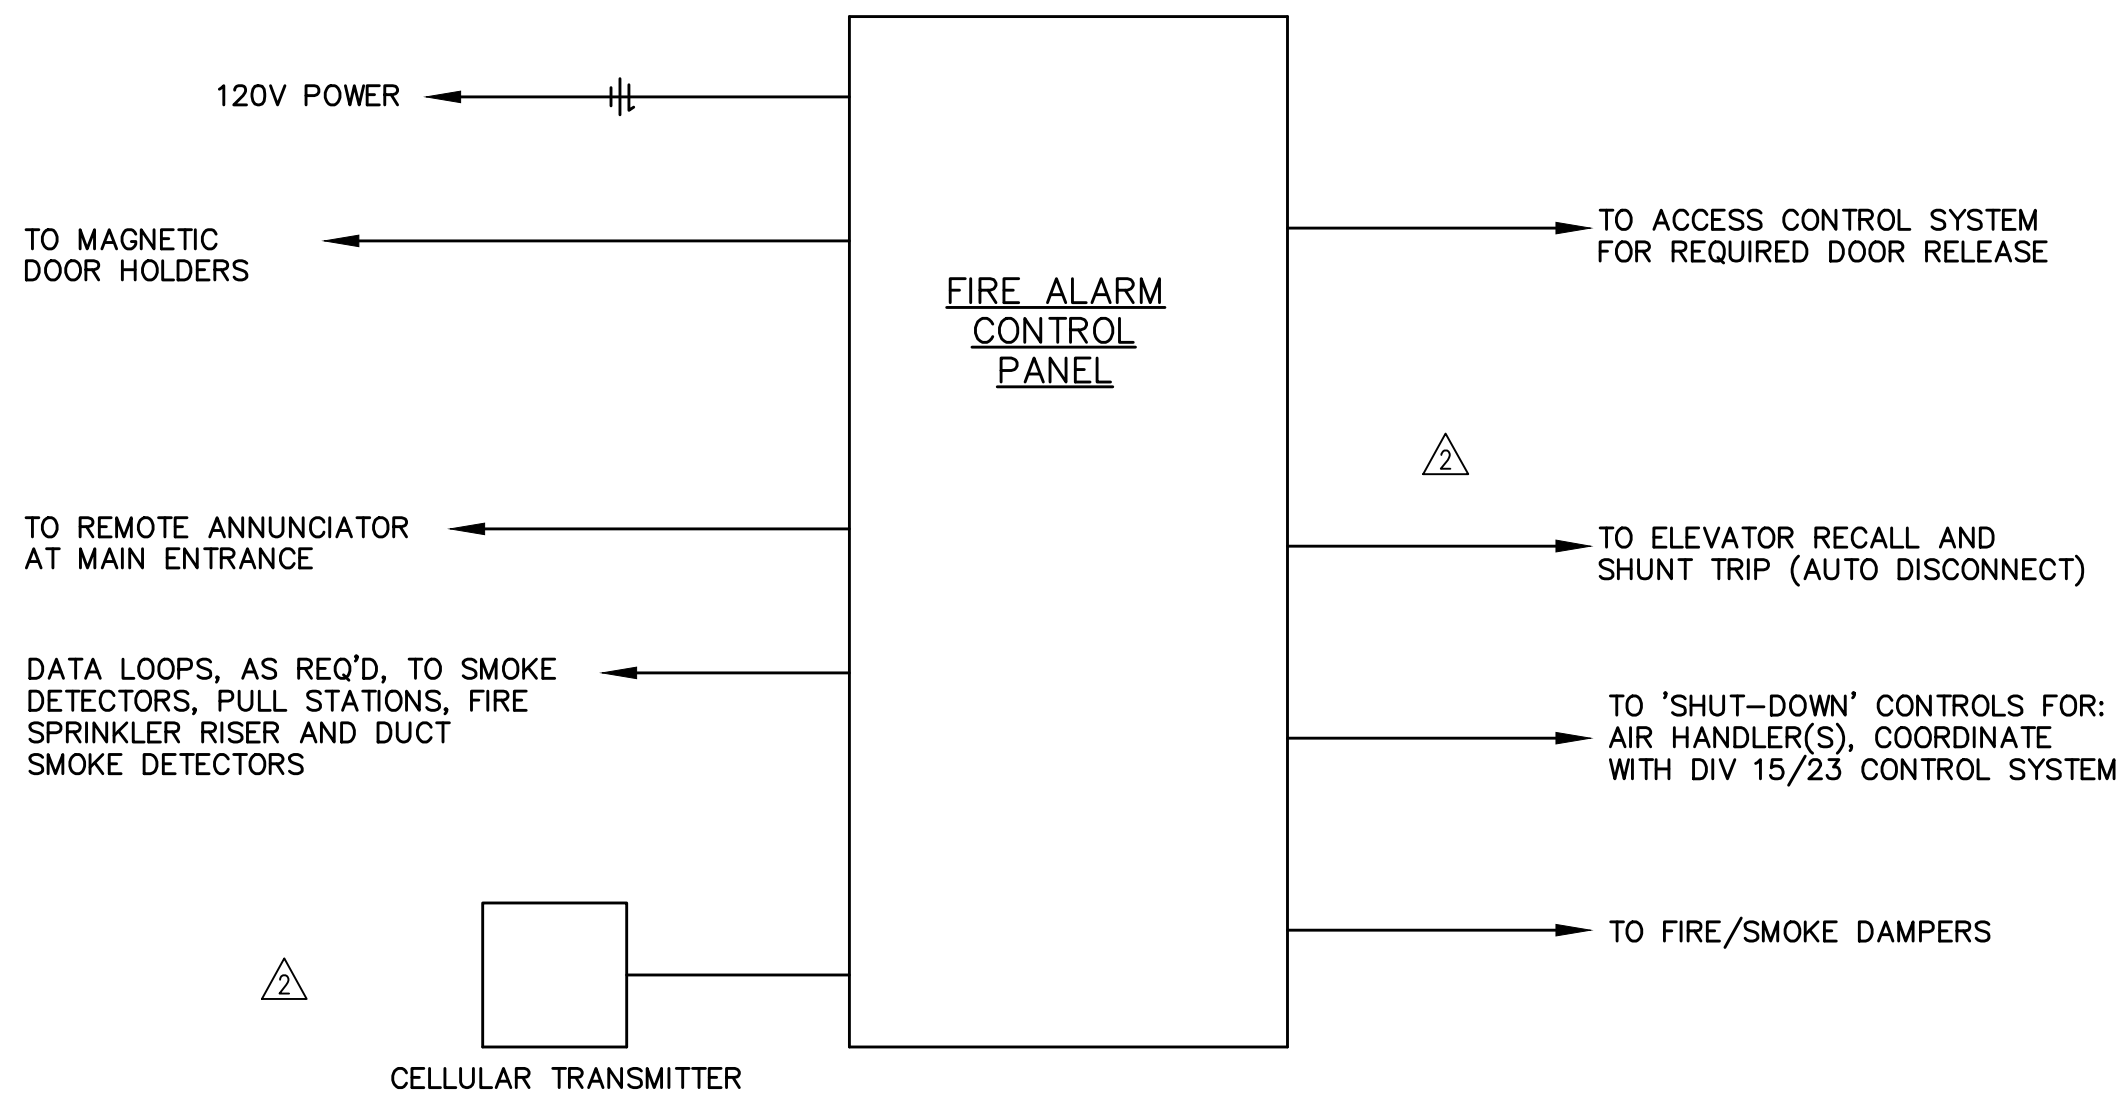 120V POWER
TO MAGNETIC
DOOR HOLDERS
TO REMOTE ANNUNCIATOR
AT MAIN ENTRANCE
DATA LOOPS, AS REQ'D, TO SMOKE
DETECTORS, PULL STATIONS, FIRE
SPRINKLER RISER AND DUCT
SMOKE DETECTORS
2
CELLULAR TRANSMITTER
FIRE ALARM
CONTROL
PANEL
TO ACCESS CONTROL SYSTEM
FOR REQUIRED DOOR RELEASE
2
TO ELEVATOR RECALL AND
SHUNT TRIP (AUTO DISCONNECT)
TO 'SHUT-DOWN' CONTROLS FOR:
AIR HANDLER(S), COORDINATE
WITH DIV 15/23 CONTROL SYSTEM
TO FIRE/SMOKE DAMPERS